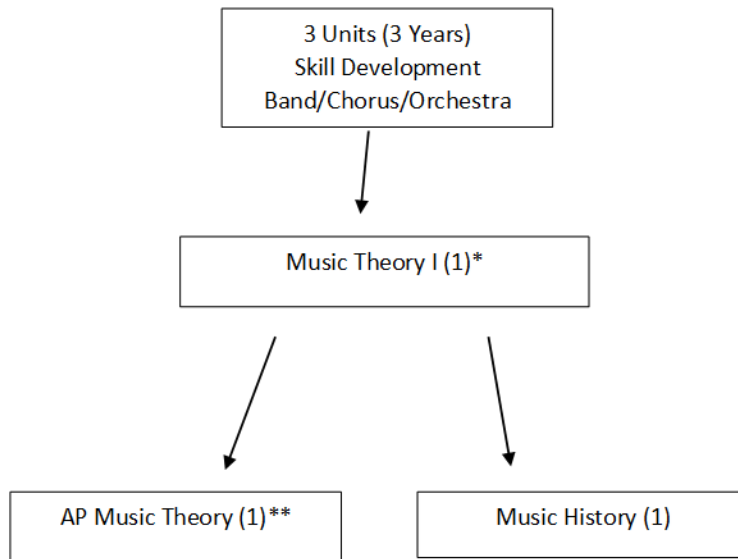 3 Units (3 Years)
Skill Development
Band/Chorus/Orchestra
Music Theory I (1)*
AP Music Theory (1)**
Music History (1)